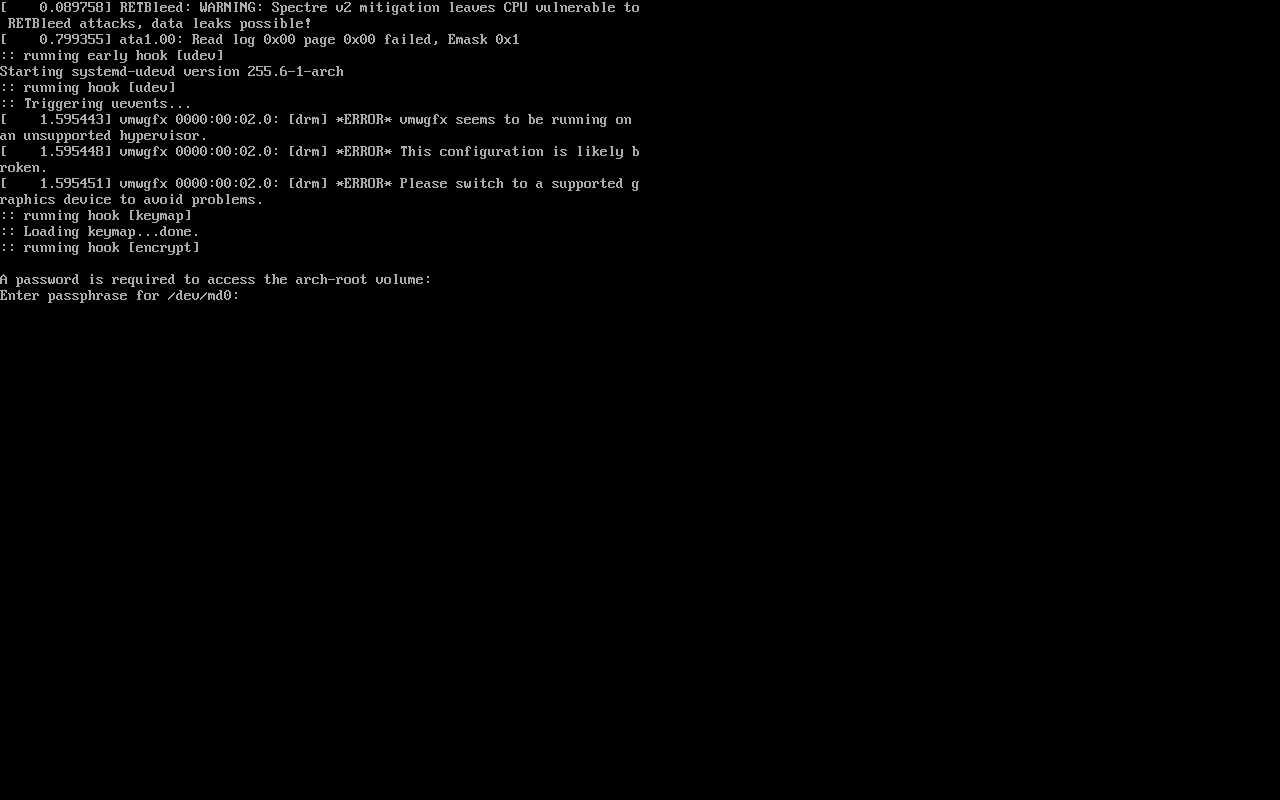 [    0.089758] RETBleed: WARNING: Spectre v2 mitigation leaves CPU vulnerable to
 RETBleed attacks, data leaks possible!
[    0.799355] ata1.00: Read log 0x00 page 0x00 failed, Emask 0x1
:: running early hook [udev]
Starting systemd-udevd version 255.6-1-arch
:: running hook [udev]
:: Triggering uevents...
[    1.595443] vmwgfx 0000:00:02.0: [drm] *ERROR* vmwgfx seems to be running on
an unsupported hypervisor.
[    1.595448] vmwgfx 0000:00:02.0: [drm] *ERROR* This configuration is likely b
roken.
[    1.595451] vmwgfx 0000:00:02.0: [drm] *ERROR* Please switch to a supported g
raphics device to avoid problems.
:: running hook [keymap]
:: Loading keymap...done.
:: running hook [encrypt]

A password is required to access the arch-root volume:
Enter passphrase for /dev/md0: